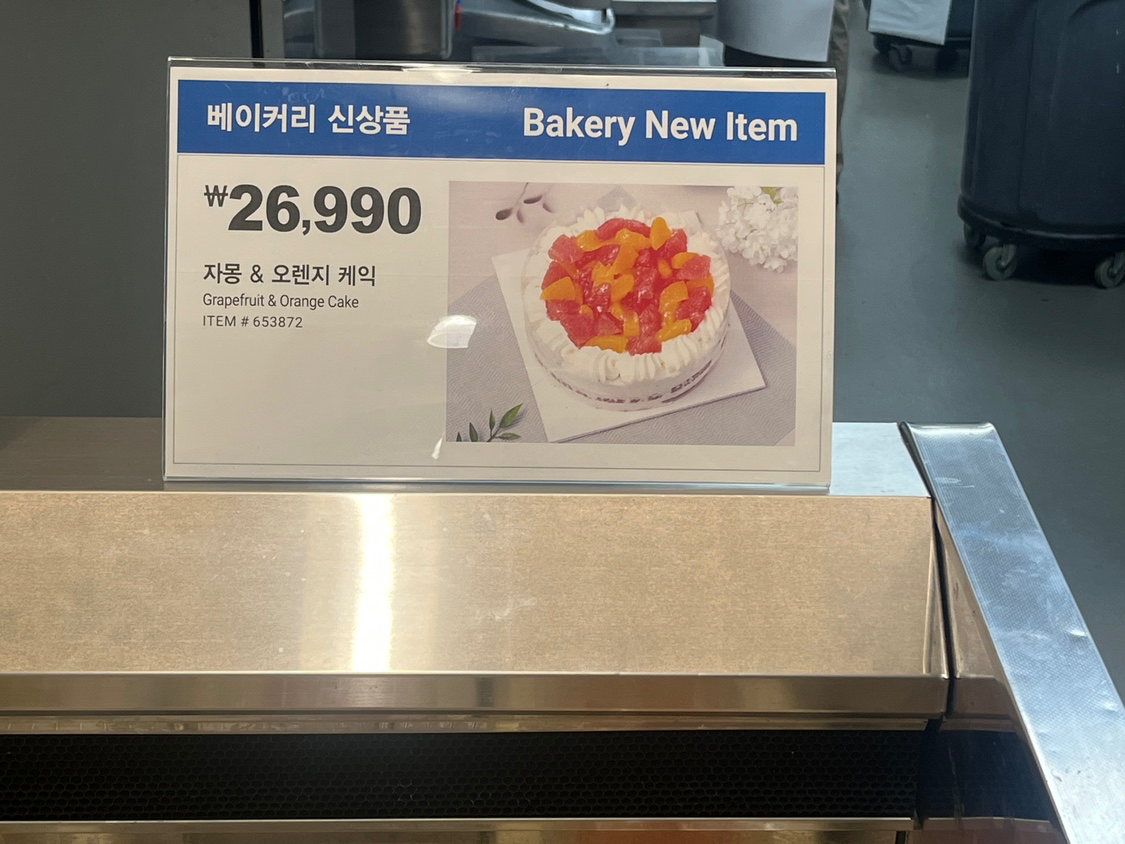 베이커리 신상품
Bakery New Item
₩26,990
자몽 & 오렌지 케익
Grapefruit & Orange Cake
ITEM # 653872